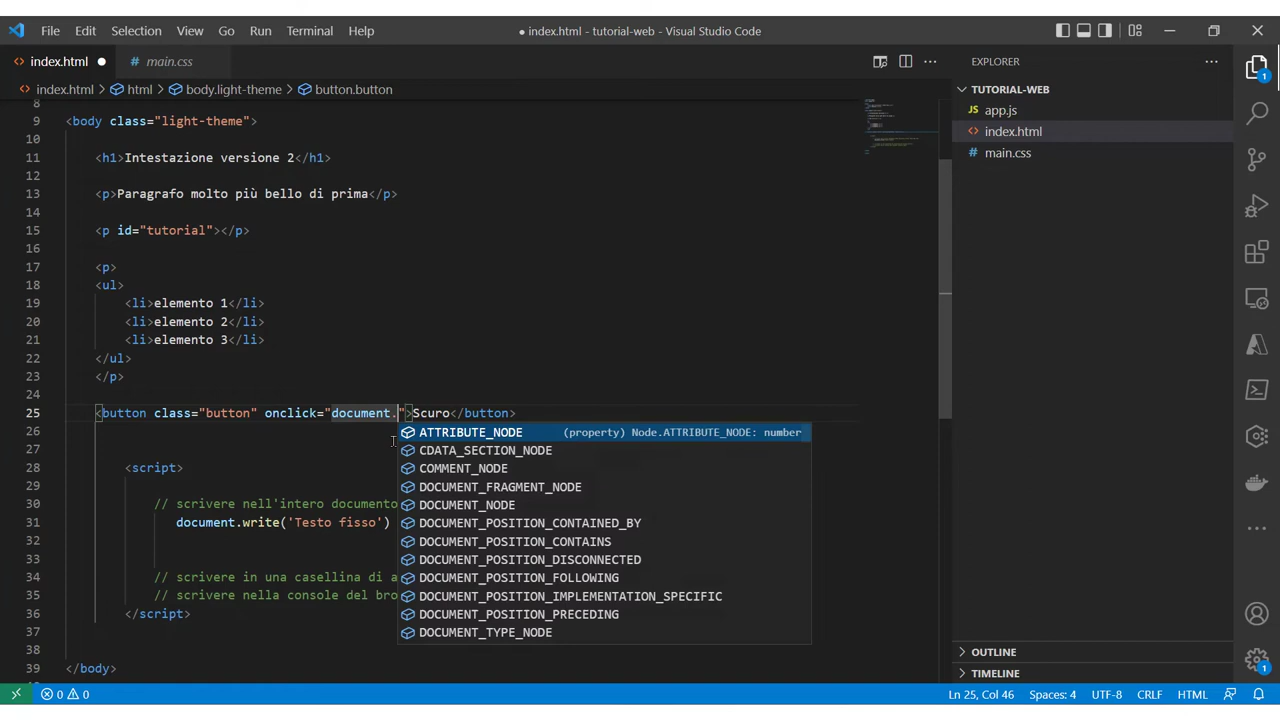 File Edit Selection View Go Run Terminal Help
● index.html - tutorial-web - Visual Studio Code
index.html ●
# main.css
EXPLORER
index.html > html > body.light-theme > button.button
TUTORIAL-WEB
JS app.js
index.html
# main.css
8
9 <body class="light-theme">
10
11 <h1>Intestazione versione 2</h1>
12
13 <p>Paragrafo molto più bello di prima</p>
14
15 <p id="tutorial"></p>
16
17 <p>
18 <ul>
19 <li>elemento 1</li>
20 <li>elemento 2</li>
21 <li>elemento 3</li>
22 </ul>
23 </p>
24
25 <button class="button" onclick="document.">Scuro</button>
26
27
28 <script>
29
30 // scrivere nell'intero documento
31 document.write('Testo fisso')
32
33
34 // scrivere in una casellina di a
35 // scrivere nella console del bro
36 </script>
37
38
39 </body>
ATTRIBUTE_NODE (property) Node.ATTRIBUTE_NODE: number
CDATA_SECTION_NODE
COMMENT_NODE
DOCUMENT_FRAGMENT_NODE
DOCUMENT_NODE
DOCUMENT_POSITION_CONTAINED_BY
DOCUMENT_POSITION_CONTAINS
DOCUMENT_POSITION_DISCONNECTED
DOCUMENT_POSITION_FOLLOWING
DOCUMENT_POSITION_IMPLEMENTATION_SPECIFIC
DOCUMENT_POSITION_PRECEDING
DOCUMENT_TYPE_NODE
OUTLINE
TIMELINE
1
1
0 0
Ln 25, Col 46 Spaces: 4 UTF-8 CRLF HTML